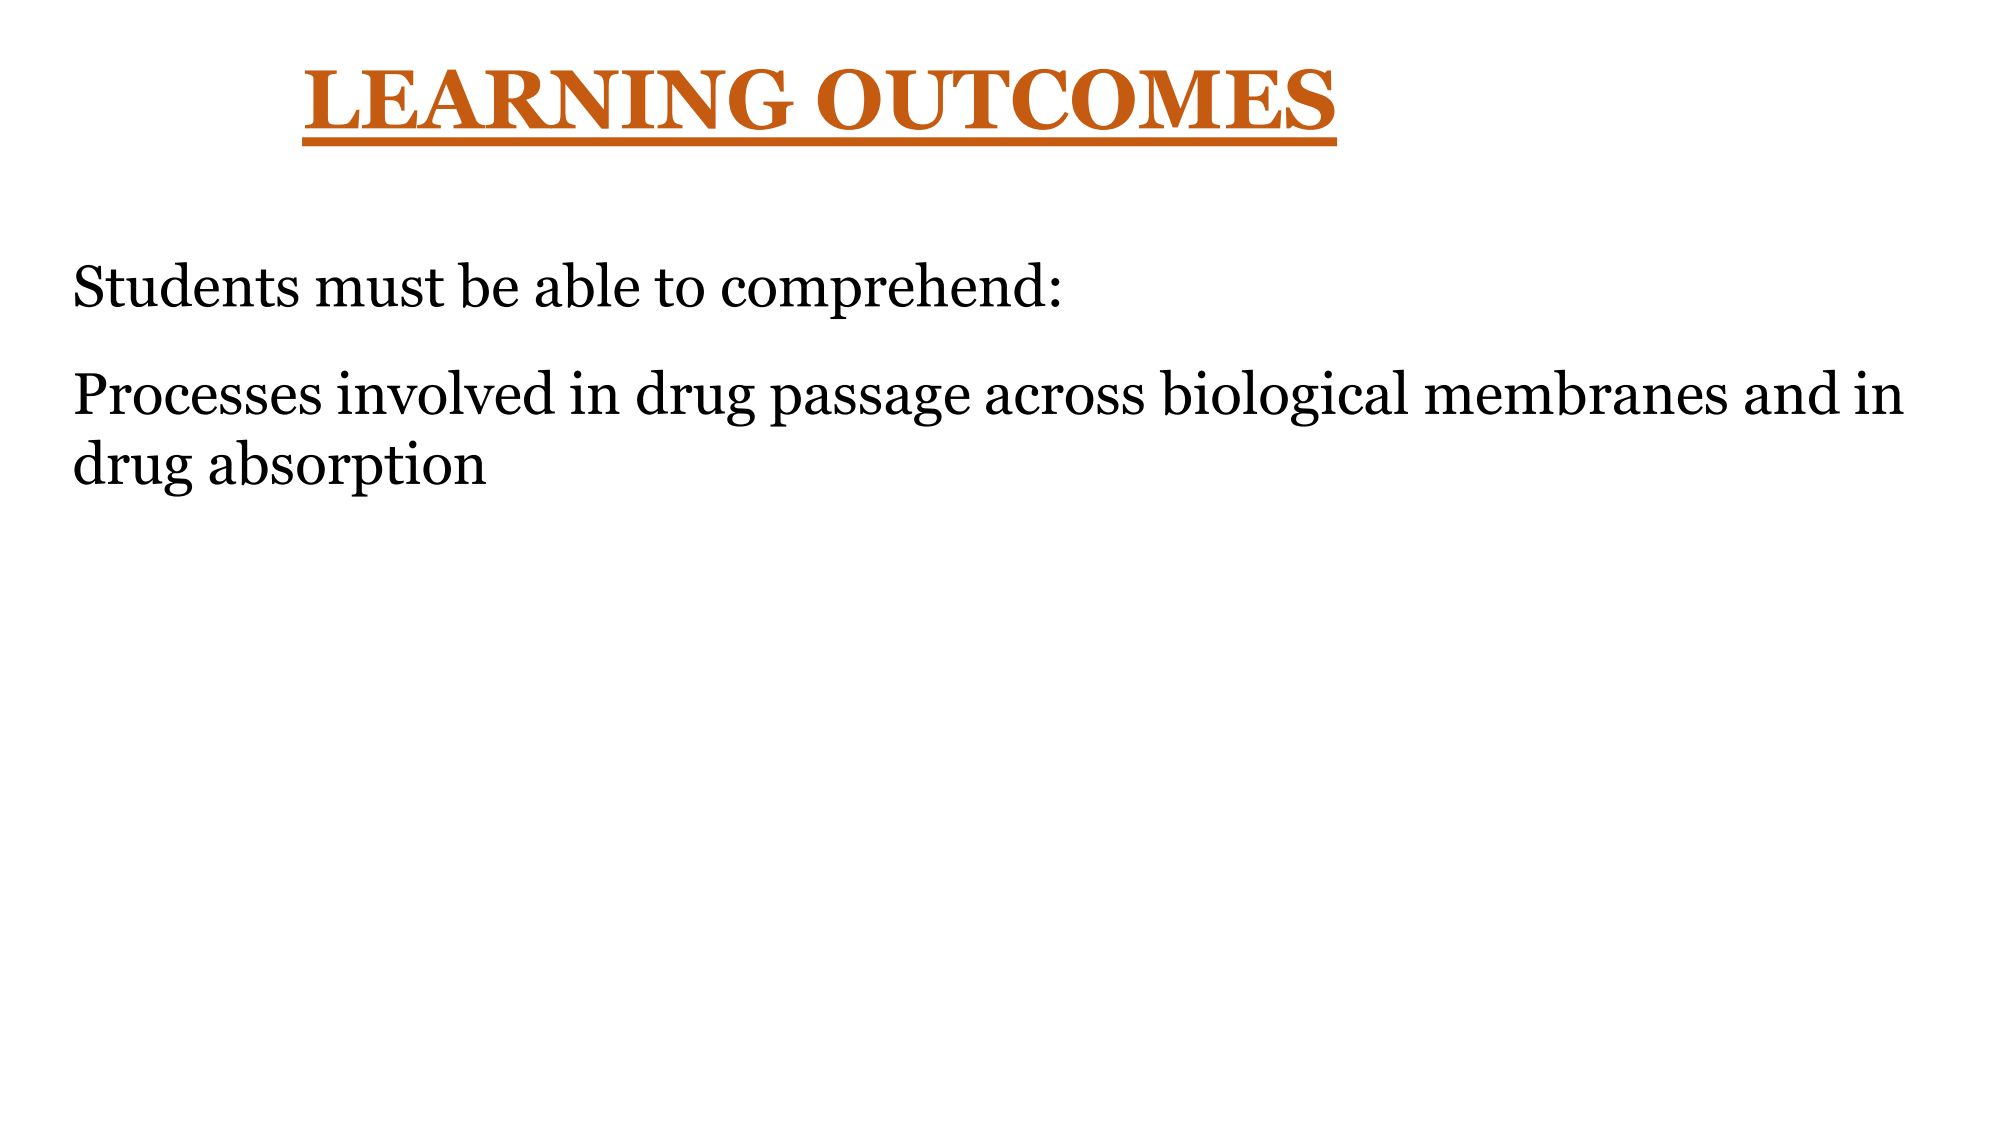 LEARNING OUTCOMES
Students must be able to comprehend:
Processes involved in drug passage across biological membranes and in
drug absorption